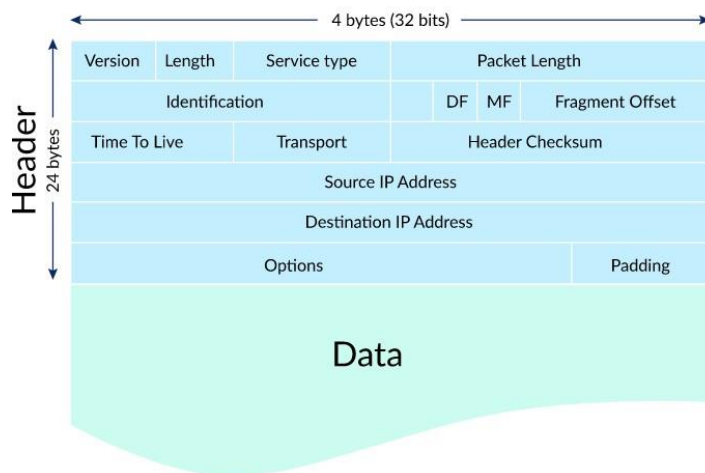 4 bytes (32 bits)
Version Length Service type Packet Length
Identification DF MF Fragment Offset
Time To Live Transport Header Checksum
Source IP Address
Destination IP Address
Options Padding
Header
24 bytes
Data